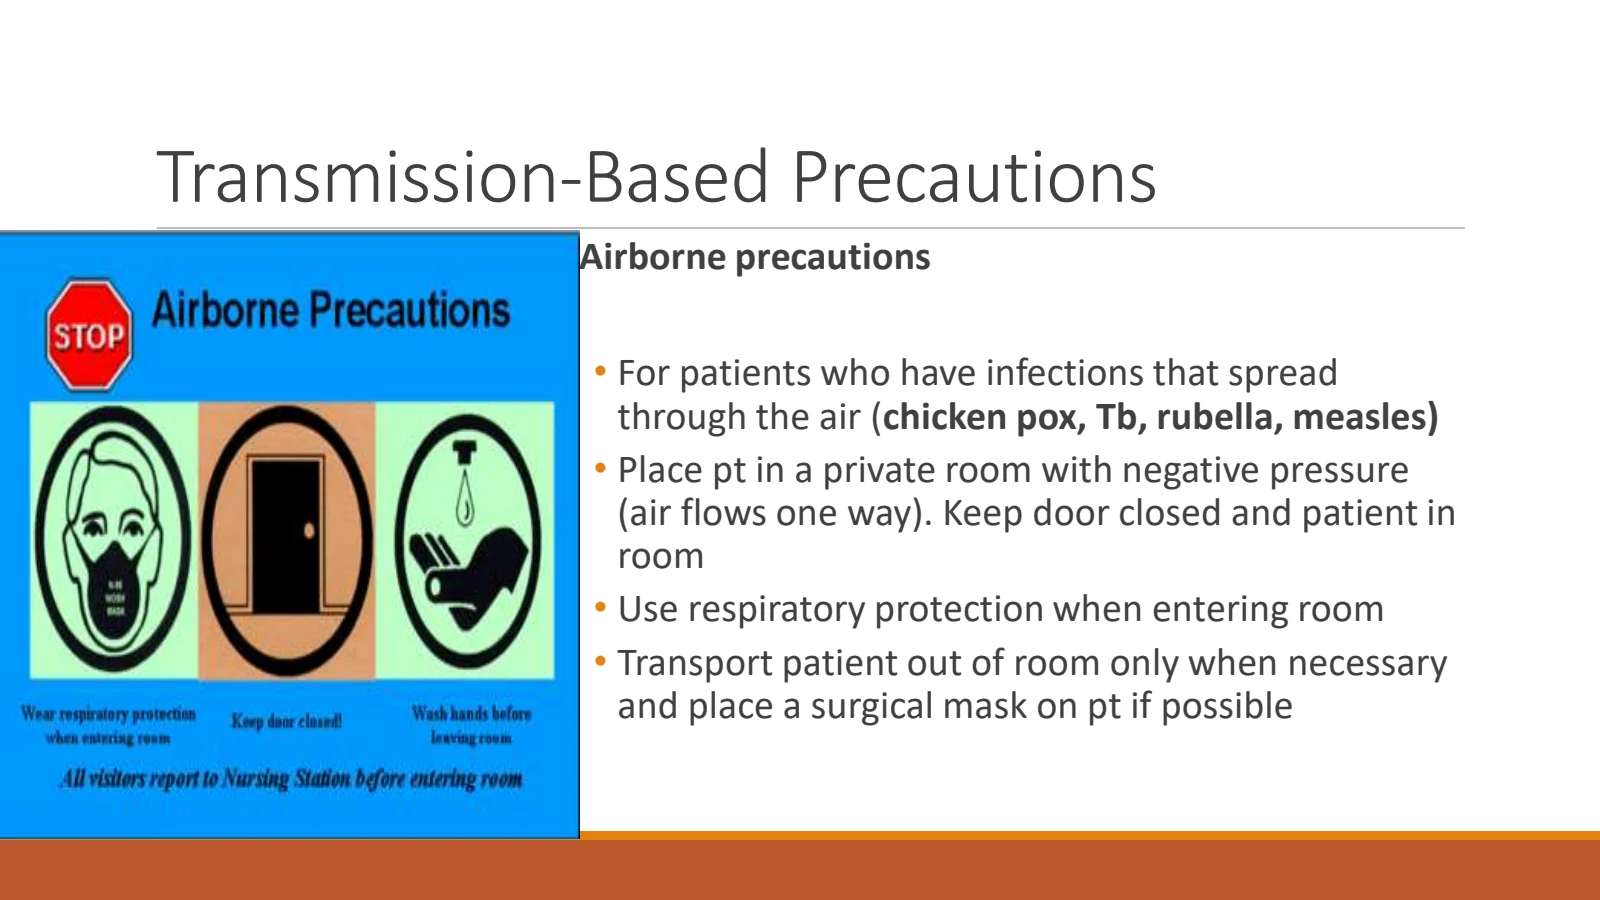 Transmission-Based Precautions
STOP
Airborne Precautions
N-95
MASK
Wear respiratory protection
when entering room
Keep door closed!
Wash hands before
leaving room
All visitors report to Nursing Station before entering room
Airborne precautions
• For patients who have infections that spread
through the air (chicken pox, Tb, rubella, measles)
• Place pt in a private room with negative pressure
(air flows one way). Keep door closed and patient in
room
• Use respiratory protection when entering room
• Transport patient out of room only when necessary
and place a surgical mask on pt if possible